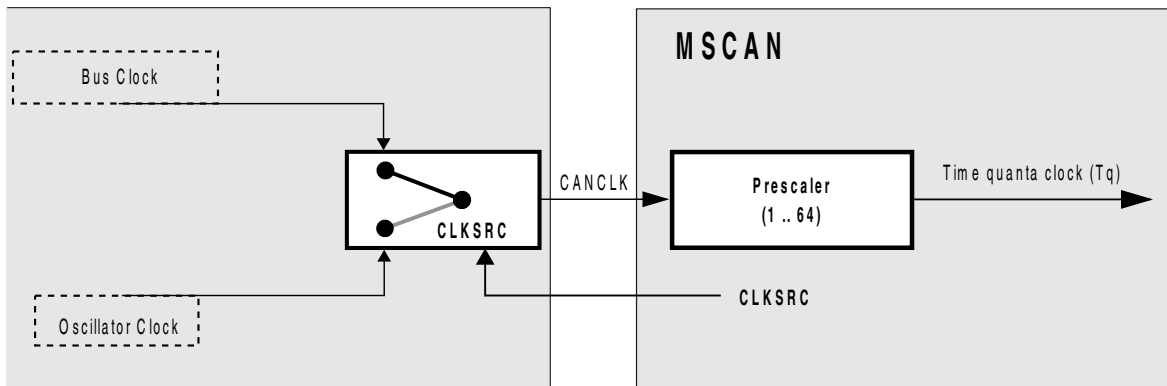 MSCAN
Bus Clock
CANCLK
Time quanta clock (Tq)
Prescaler
(1 .. 64)
CLKSRC
CLKSRC
Oscillator Clock